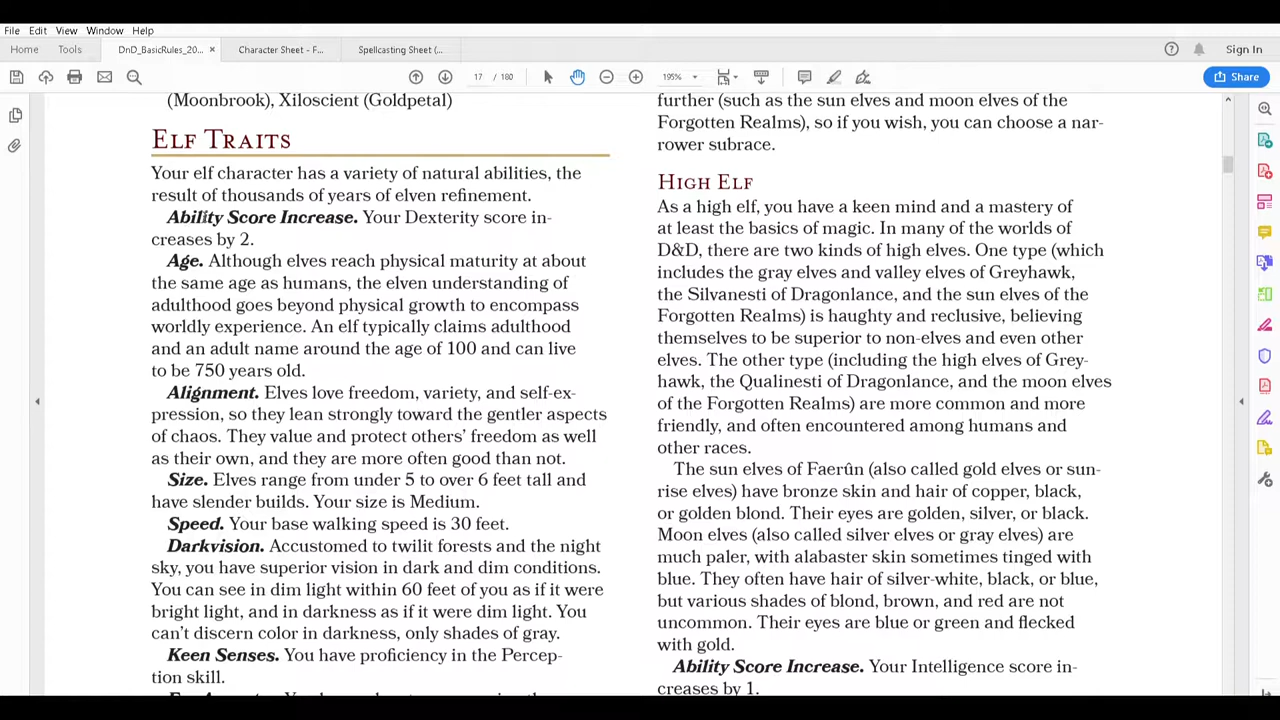 File Edit View Window Help
Home Tools DnD_BasicRules_20... × Character Sheet - F... Spellcasting Sheet (... Sign In
17 / 180 195% Share
(Moonbrook), Xiloscient (Goldpetal)
ELF TRAITS
Your elf character has a variety of natural abilities, the
result of thousands of years of elven refinement.
Ability Score Increase. Your Dexterity score in-
creases by 2.
Age. Although elves reach physical maturity at about
the same age as humans, the elven understanding of
adulthood goes beyond physical growth to encompass
worldly experience. An elf typically claims adulthood
and an adult name around the age of 100 and can live
to be 750 years old.
Alignment. Elves love freedom, variety, and self-ex-
pression, so they lean strongly toward the gentler aspects
of chaos. They value and protect others' freedom as well
as their own, and they are more often good than not.
Size. Elves range from under 5 to over 6 feet tall and
have slender builds. Your size is Medium.
Speed. Your base walking speed is 30 feet.
Darkvision. Accustomed to twilit forests and the night
sky, you have superior vision in dark and dim conditions.
You can see in dim light within 60 feet of you as if it were
bright light, and in darkness as if it were dim light. You
can't discern color in darkness, only shades of gray.
Keen Senses. You have proficiency in the Percep-
tion skill.
further (such as the sun elves and moon elves of the
Forgotten Realms), so if you wish, you can choose a nar-
rower subrace.
HIGH ELF
As a high elf, you have a keen mind and a mastery of
at least the basics of magic. In many of the worlds of
D&D, there are two kinds of high elves. One type (which
includes the gray elves and valley elves of Greyhawk,
the Silvanesti of Dragonlance, and the sun elves of the
Forgotten Realms) is haughty and reclusive, believing
themselves to be superior to non-elves and even other
elves. The other type (including the high elves of Grey-
hawk, the Qualinesti of Dragonlance, and the moon elves
of the Forgotten Realms) are more common and more
friendly, and often encountered among humans and
other races.
The sun elves of Faerûn (also called gold elves or sun-
rise elves) have bronze skin and hair of copper, black,
or golden blond. Their eyes are golden, silver, or black.
Moon elves (also called silver elves or gray elves) are
much paler, with alabaster skin sometimes tinged with
blue. They often have hair of silver-white, black, or blue,
but various shades of blond, brown, and red are not
uncommon. Their eyes are blue or green and flecked
with gold.
Ability Score Increase. Your Intelligence score in-
creases by 1.